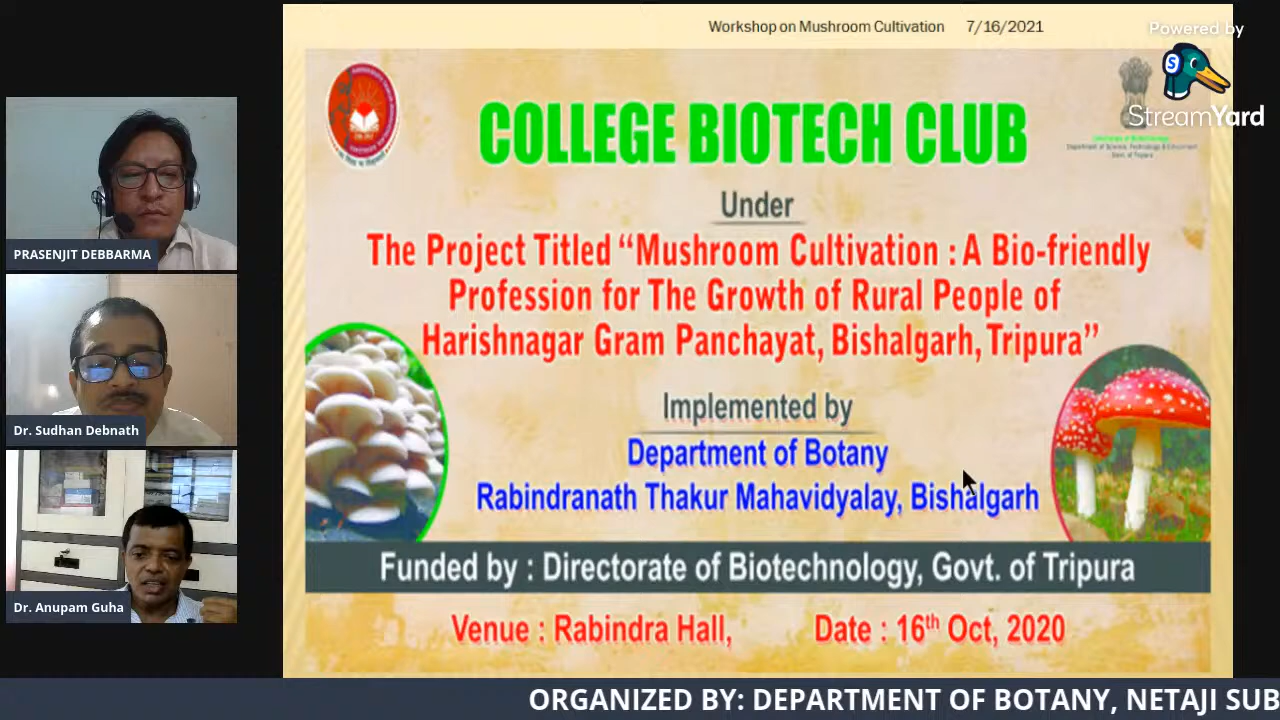 Workshop on Mushroom Cultivation 7/16/2021
Powered by
StreamYard
COLLEGE BIOTECH CLUB
Under
The Project Titled “Mushroom Cultivation : A Bio-friendly
Profession for The Growth of Rural People of
Harishnagar Gram Panchayat, Bishalgarh, Tripura”
Implemented by
Department of Botany
Rabindranath Thakur Mahavidyalay, Bishalgarh
Funded by : Directorate of Biotechnology, Govt. of Tripura
Venue : Rabindra Hall, Date : 16th Oct, 2020
PRASENJIT DEBBARMA
Dr. Sudhan Debnath
Dr. Anupam Guha
ORGANIZED BY: DEPARTMENT OF BOTANY, NETAJI SUB